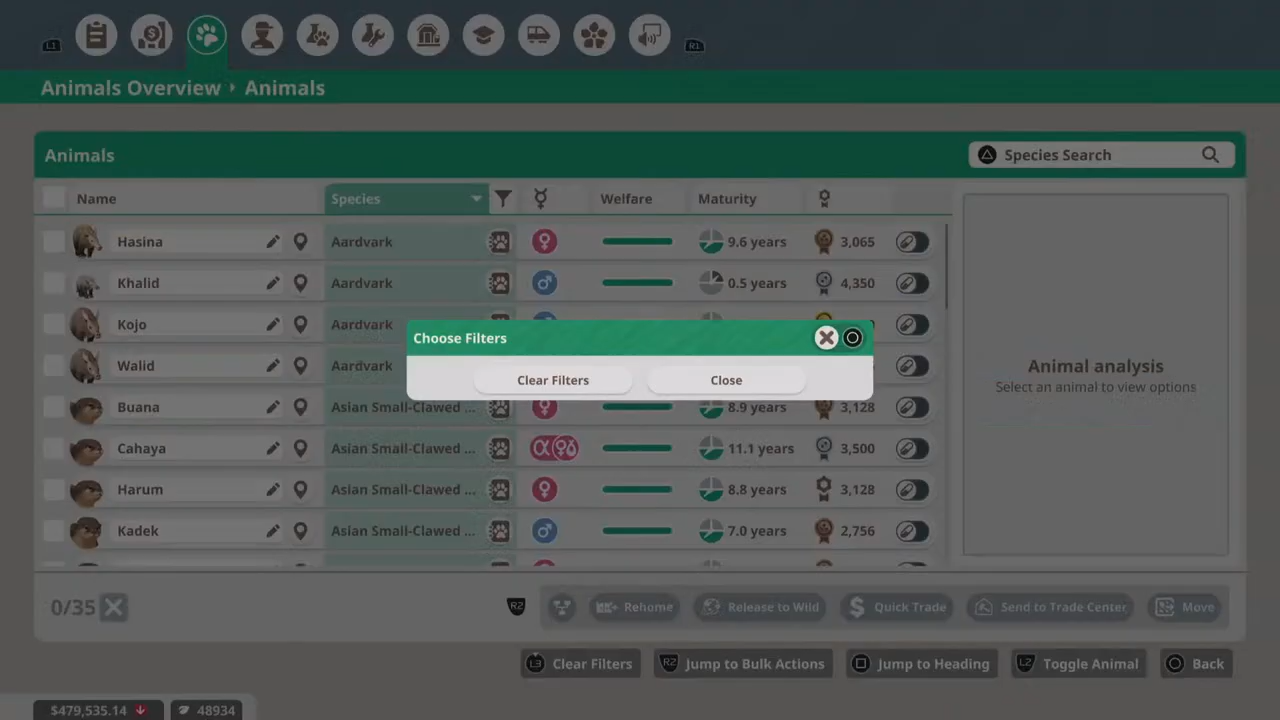 L1
R1
Animals Overview ▸ Animals
Animals
Species Search
Name Species Welfare Maturity
Hasina Aardvark 9.6 years 3,065
Khalid Aardvark 0.5 years 4,350
Kojo Aardvark
Walid Aardvark
Buana Asian Small-Clawed ... 8.9 years 3,128
Cahaya Asian Small-Clawed ... α 11.1 years 3,500
Harum Asian Small-Clawed ... 8.8 years 3,128
Kadek Asian Small-Clawed ... 7.0 years 2,756
Choose Filters
Clear Filters Close
Animal analysis
Select an animal to view options
0/35 R2 Rehome Release to Wild $ Quick Trade Send to Trade Center Move
L3 Clear Filters R2 Jump to Bulk Actions Jump to Heading L2 Toggle Animal Back
$479,535.14 48934